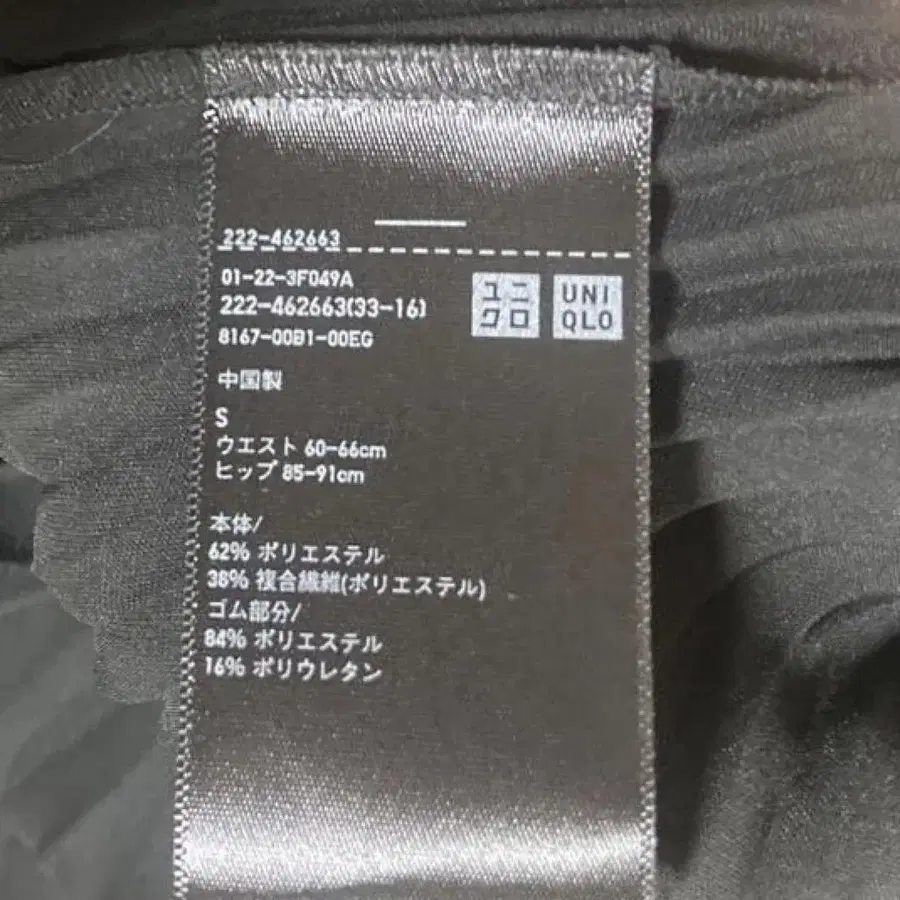 222-462663
01-22-3F049A
222-462663(33-16)
8167-00B1-00EG
ユニ
クロ
UNI
QLO
中国製
S
ウエスト 60-66cm
ヒップ 85-91cm
本体/
62% ポリエステル
38% 複合繊維(ポリエステル)
ゴム部分/
84% ポリエステル
16% ポリウレタン